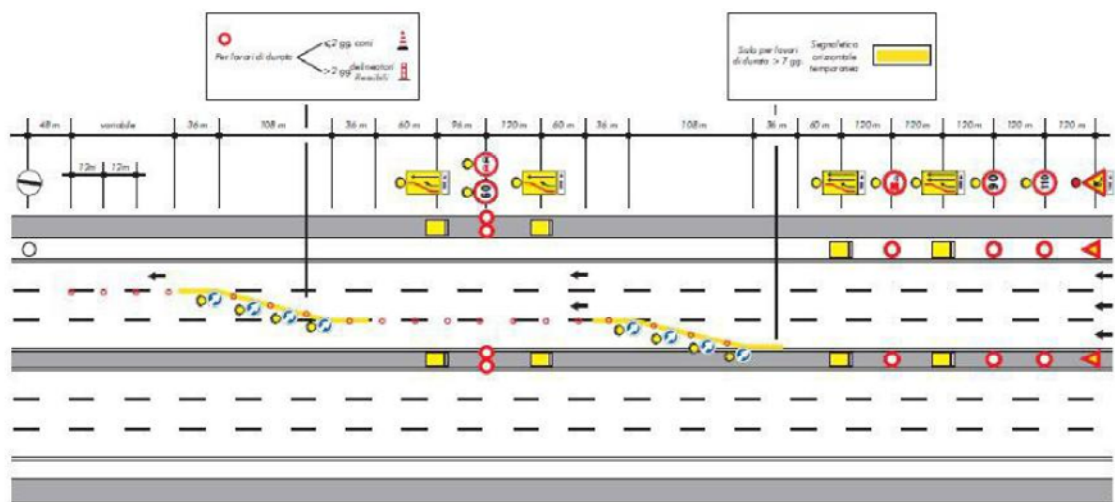 Per lavori di durata
<2 gg. coni
>2 gg. delineatori
flessibili
Solo per lavori
di durata > 7 gg.
Segnaletica
orizzontale
temporanea
48 m
variabile
36 m
108 m
36 m
60 m
96 m
120 m
60 m
36 m
108 m
36 m
60 m
120 m
120 m
120 m
120 m
120 m
12m
12m
60
90
110